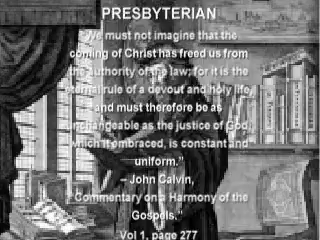 PRESBYTERIAN
"We must not imagine that the
coming of Christ has freed us from
the authority of the law; for it is the
eternal rule of a devout and holy life,
and must therefore be as
unchangeable as the justice of God,
which it embraced, is constant and
uniform."
– John Calvin,
"Commentary on a Harmony of the
Gospels,"
Vol 1, page 277